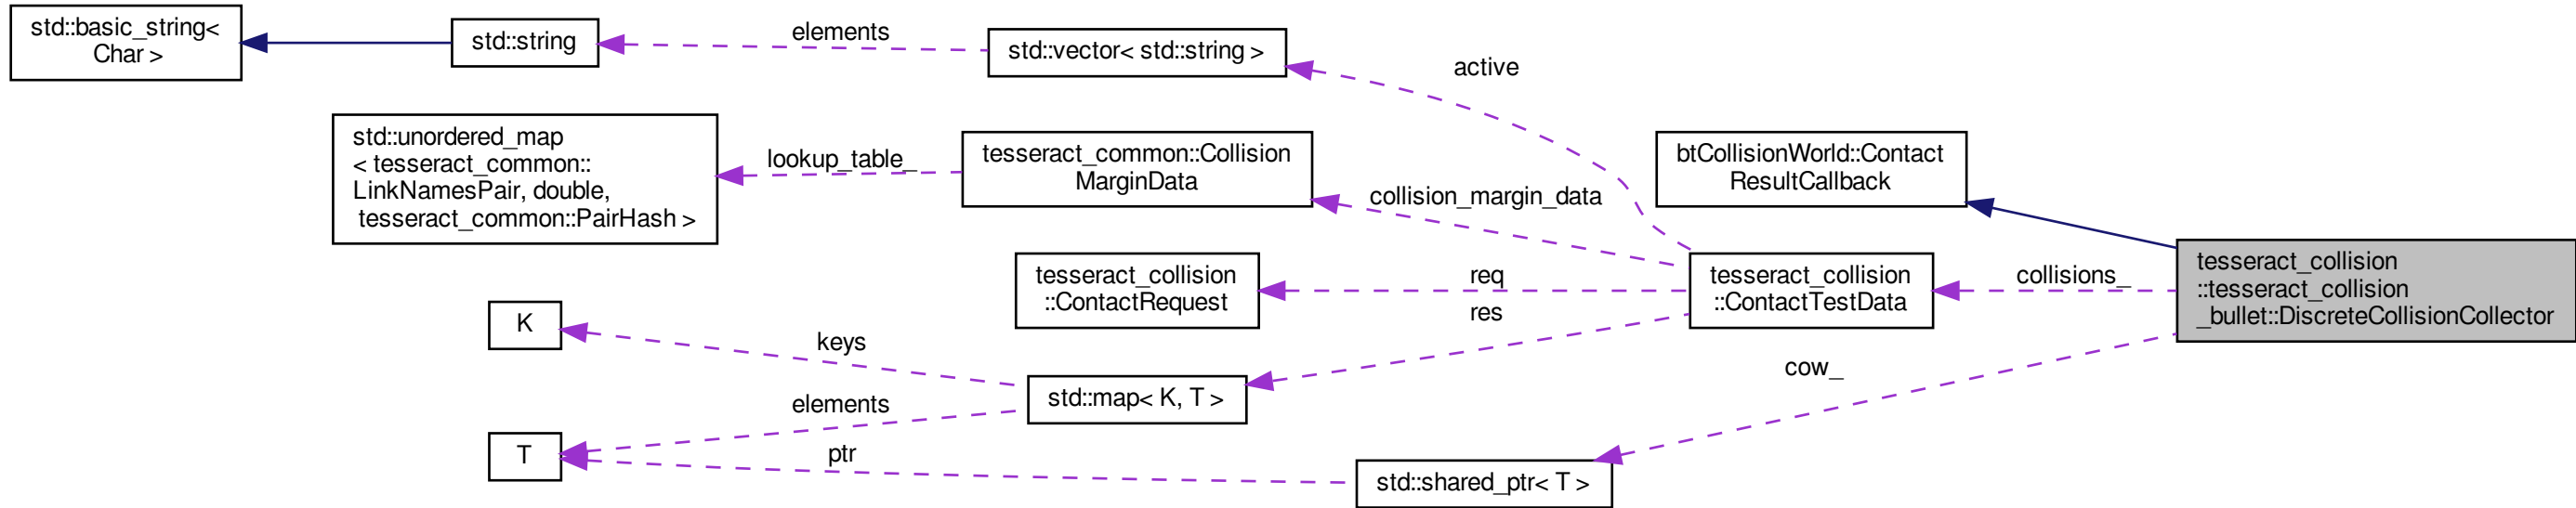 std::basic_string<
Char >
std::string
elements
std::vector< std::string >
active
std::unordered_map
< tesseract_common::
LinkNamesPair, double,
tesseract_common::PairHash >
lookup_table_
tesseract_common::Collision
MarginData
collision_margin_data
btCollisionWorld::Contact
ResultCallback
tesseract_collision
::ContactRequest
req
res
tesseract_collision
::ContactTestData
collisions_
tesseract_collision
::tesseract_collision
_bullet::DiscreteCollisionCollector
K
keys
std::map< K, T >
cow_
elements
T
ptr
std::shared_ptr< T >